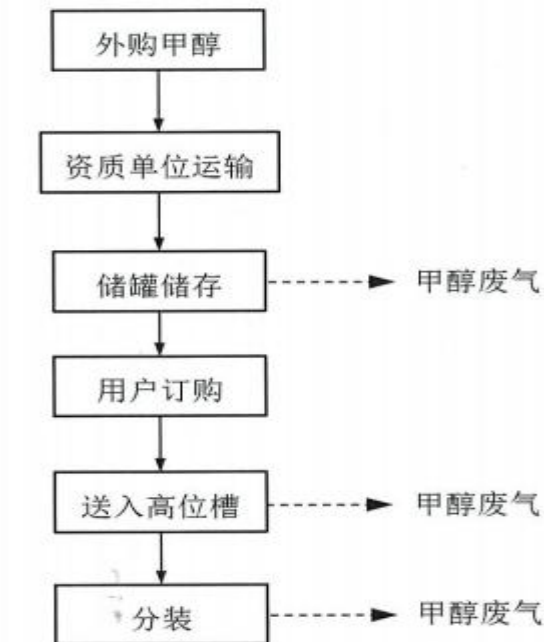 外购甲醇
资质单位运输
储罐储存
甲醇废气
用户订购
送入高位槽
甲醇废气
分装
甲醇废气